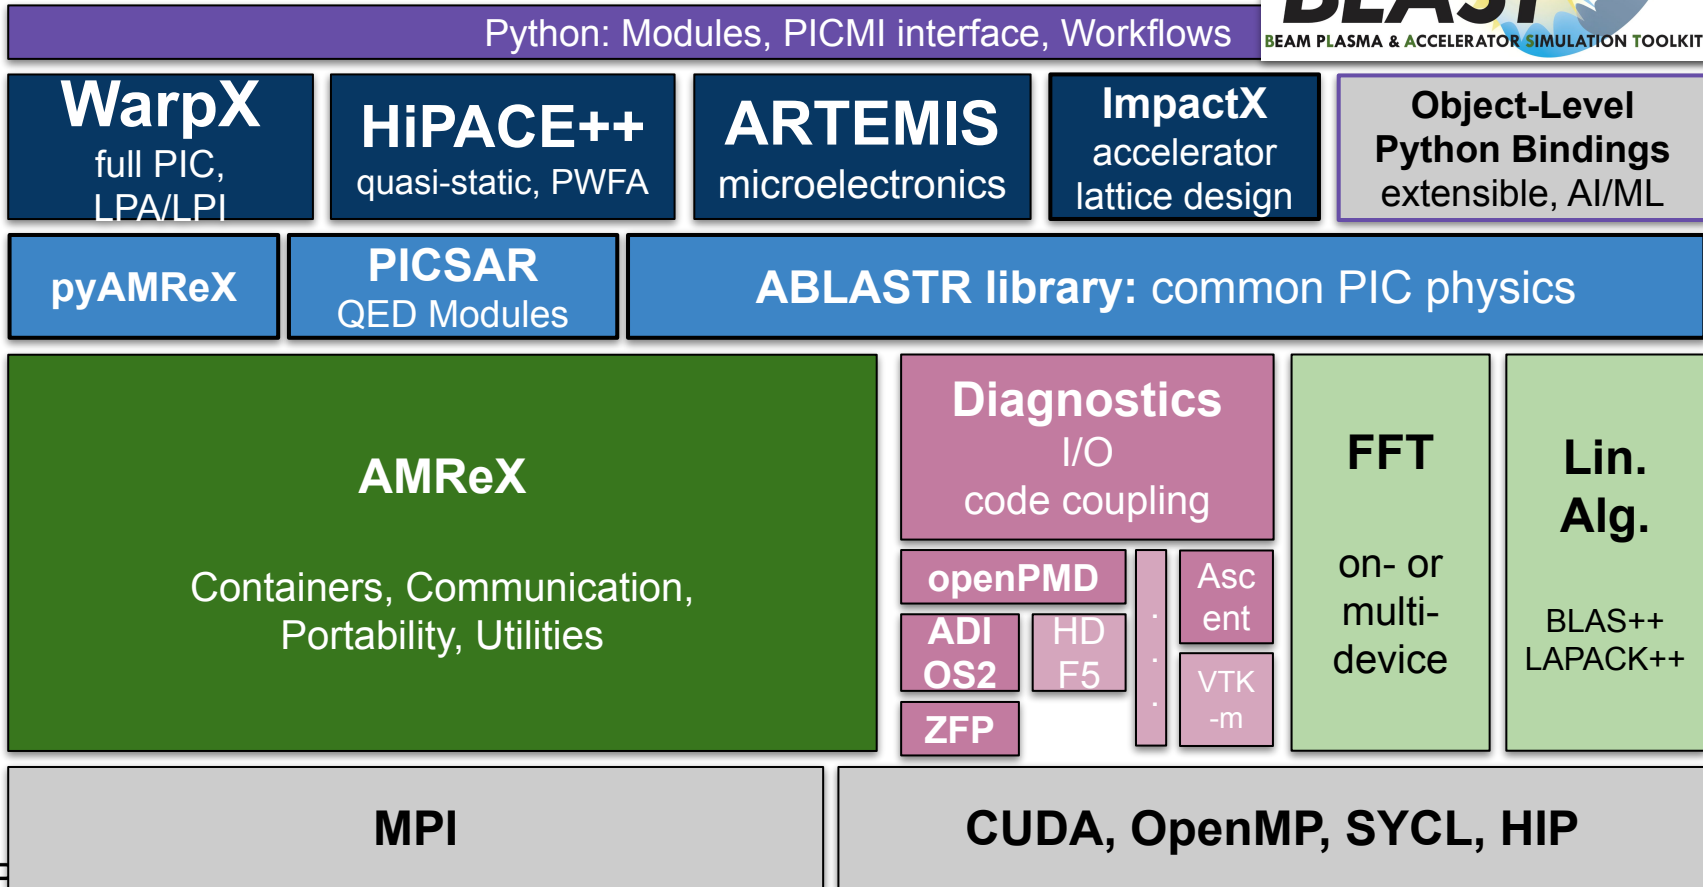 Python: Modules, PICMI interface, Workflows
BLAST
BEAM PLASMA & ACCELERATOR SIMULATION TOOLKIT
WarpX
full PIC,
LPA/LPI
HiPACE++
quasi-static, PWFA
ARTEMIS
microelectronics
ImpactX
accelerator
lattice design
Object-Level
Python Bindings
extensible, AI/ML
pyAMReX
PICSAR
QED Modules
ABLASTR library: common PIC physics
AMReX
Containers, Communication,
Portability, Utilities
Diagnostics
I/O
code coupling
openPMD
ADI
OS2
HD
F5
ZFP
.
.
.
Asc
ent
VTK
-m
FFT
on- or
multi-
device
Lin.
Alg.
BLAS++
LAPACK++
MPI
CUDA, OpenMP, SYCL, HIP